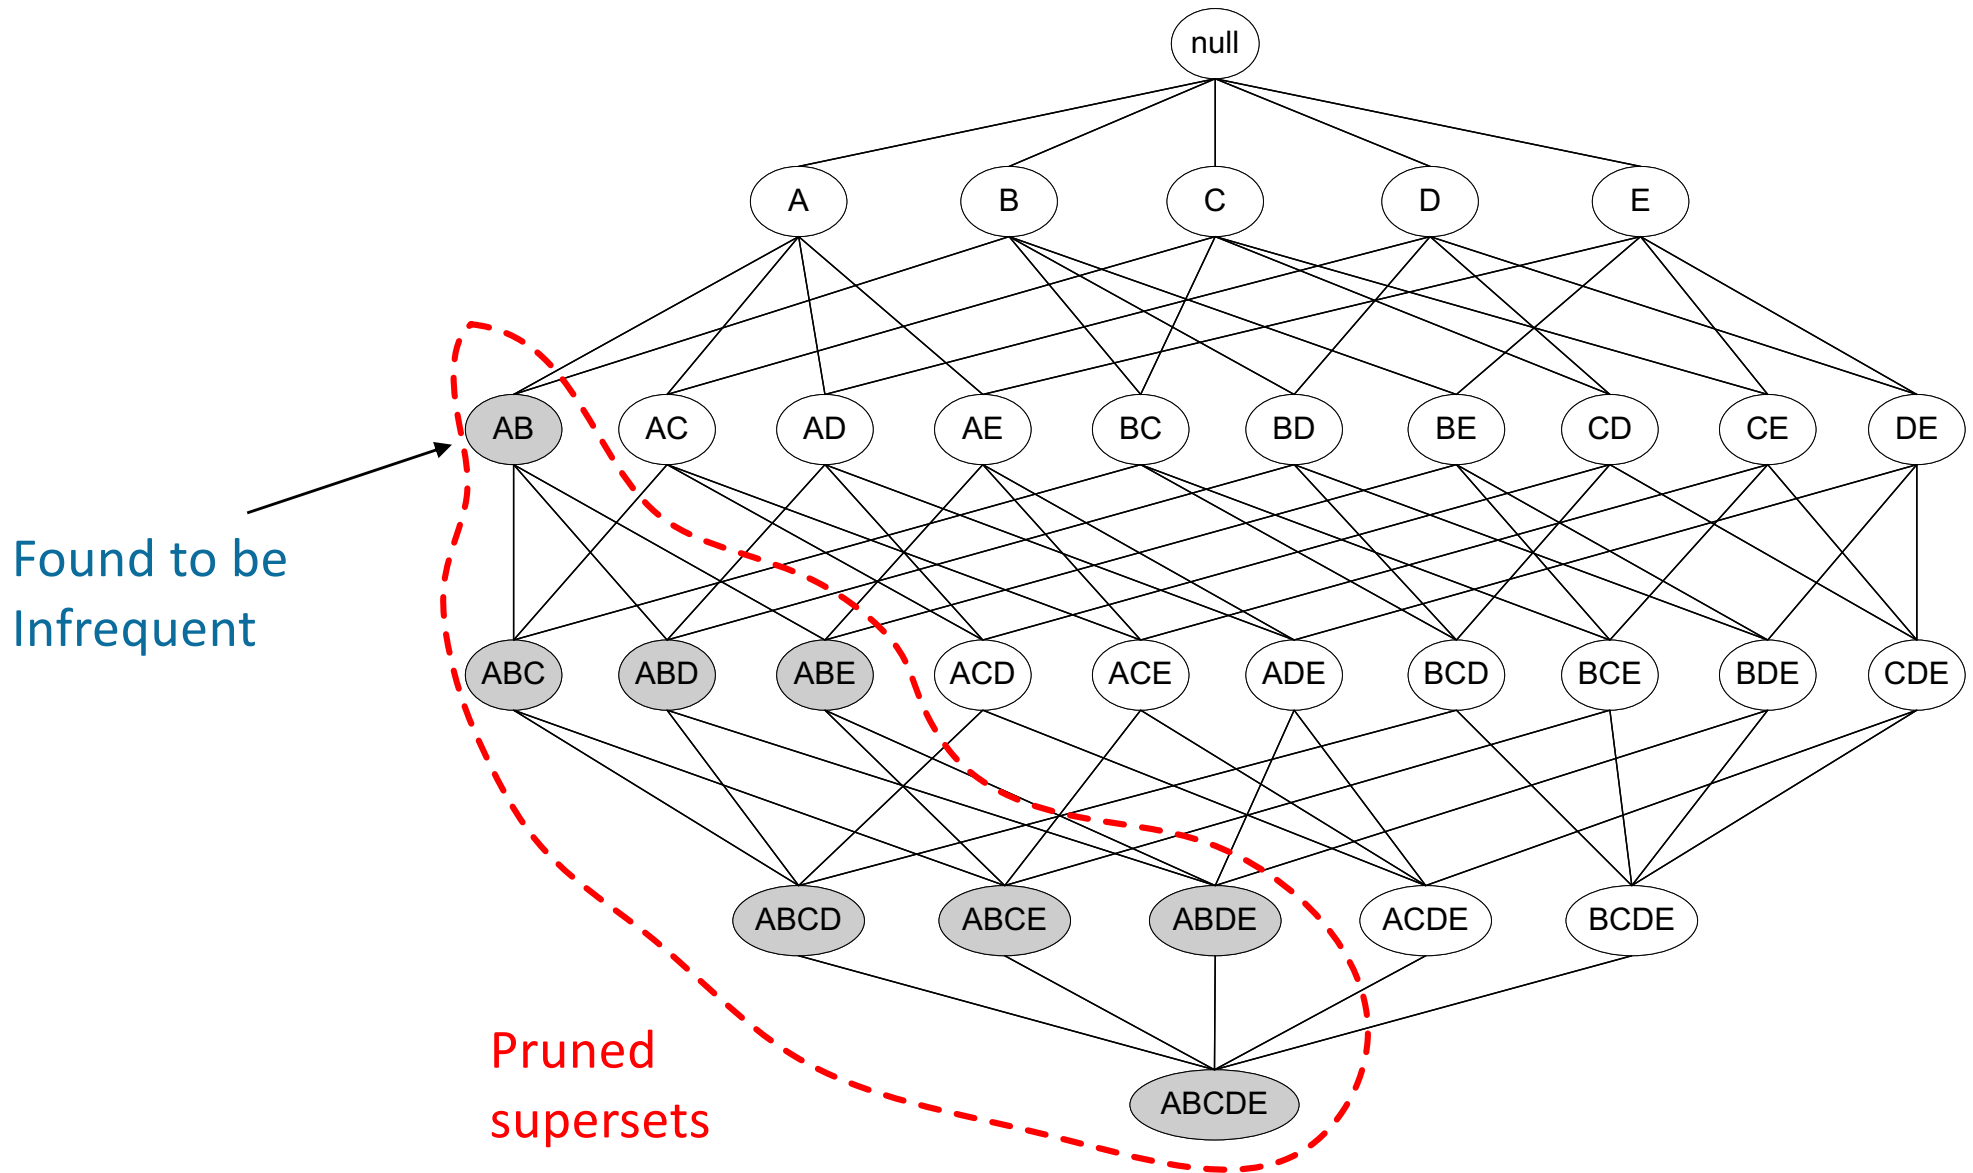 null
A B C D E
AB AC AD AE BC BD BE CD CE DE
Found to be
Infrequent
ABC ABD ABE ACD ACE ADE BCD BCE BDE CDE
ABCD ABCE ABDE ACDE BCDE
Pruned
supersets
ABCDE